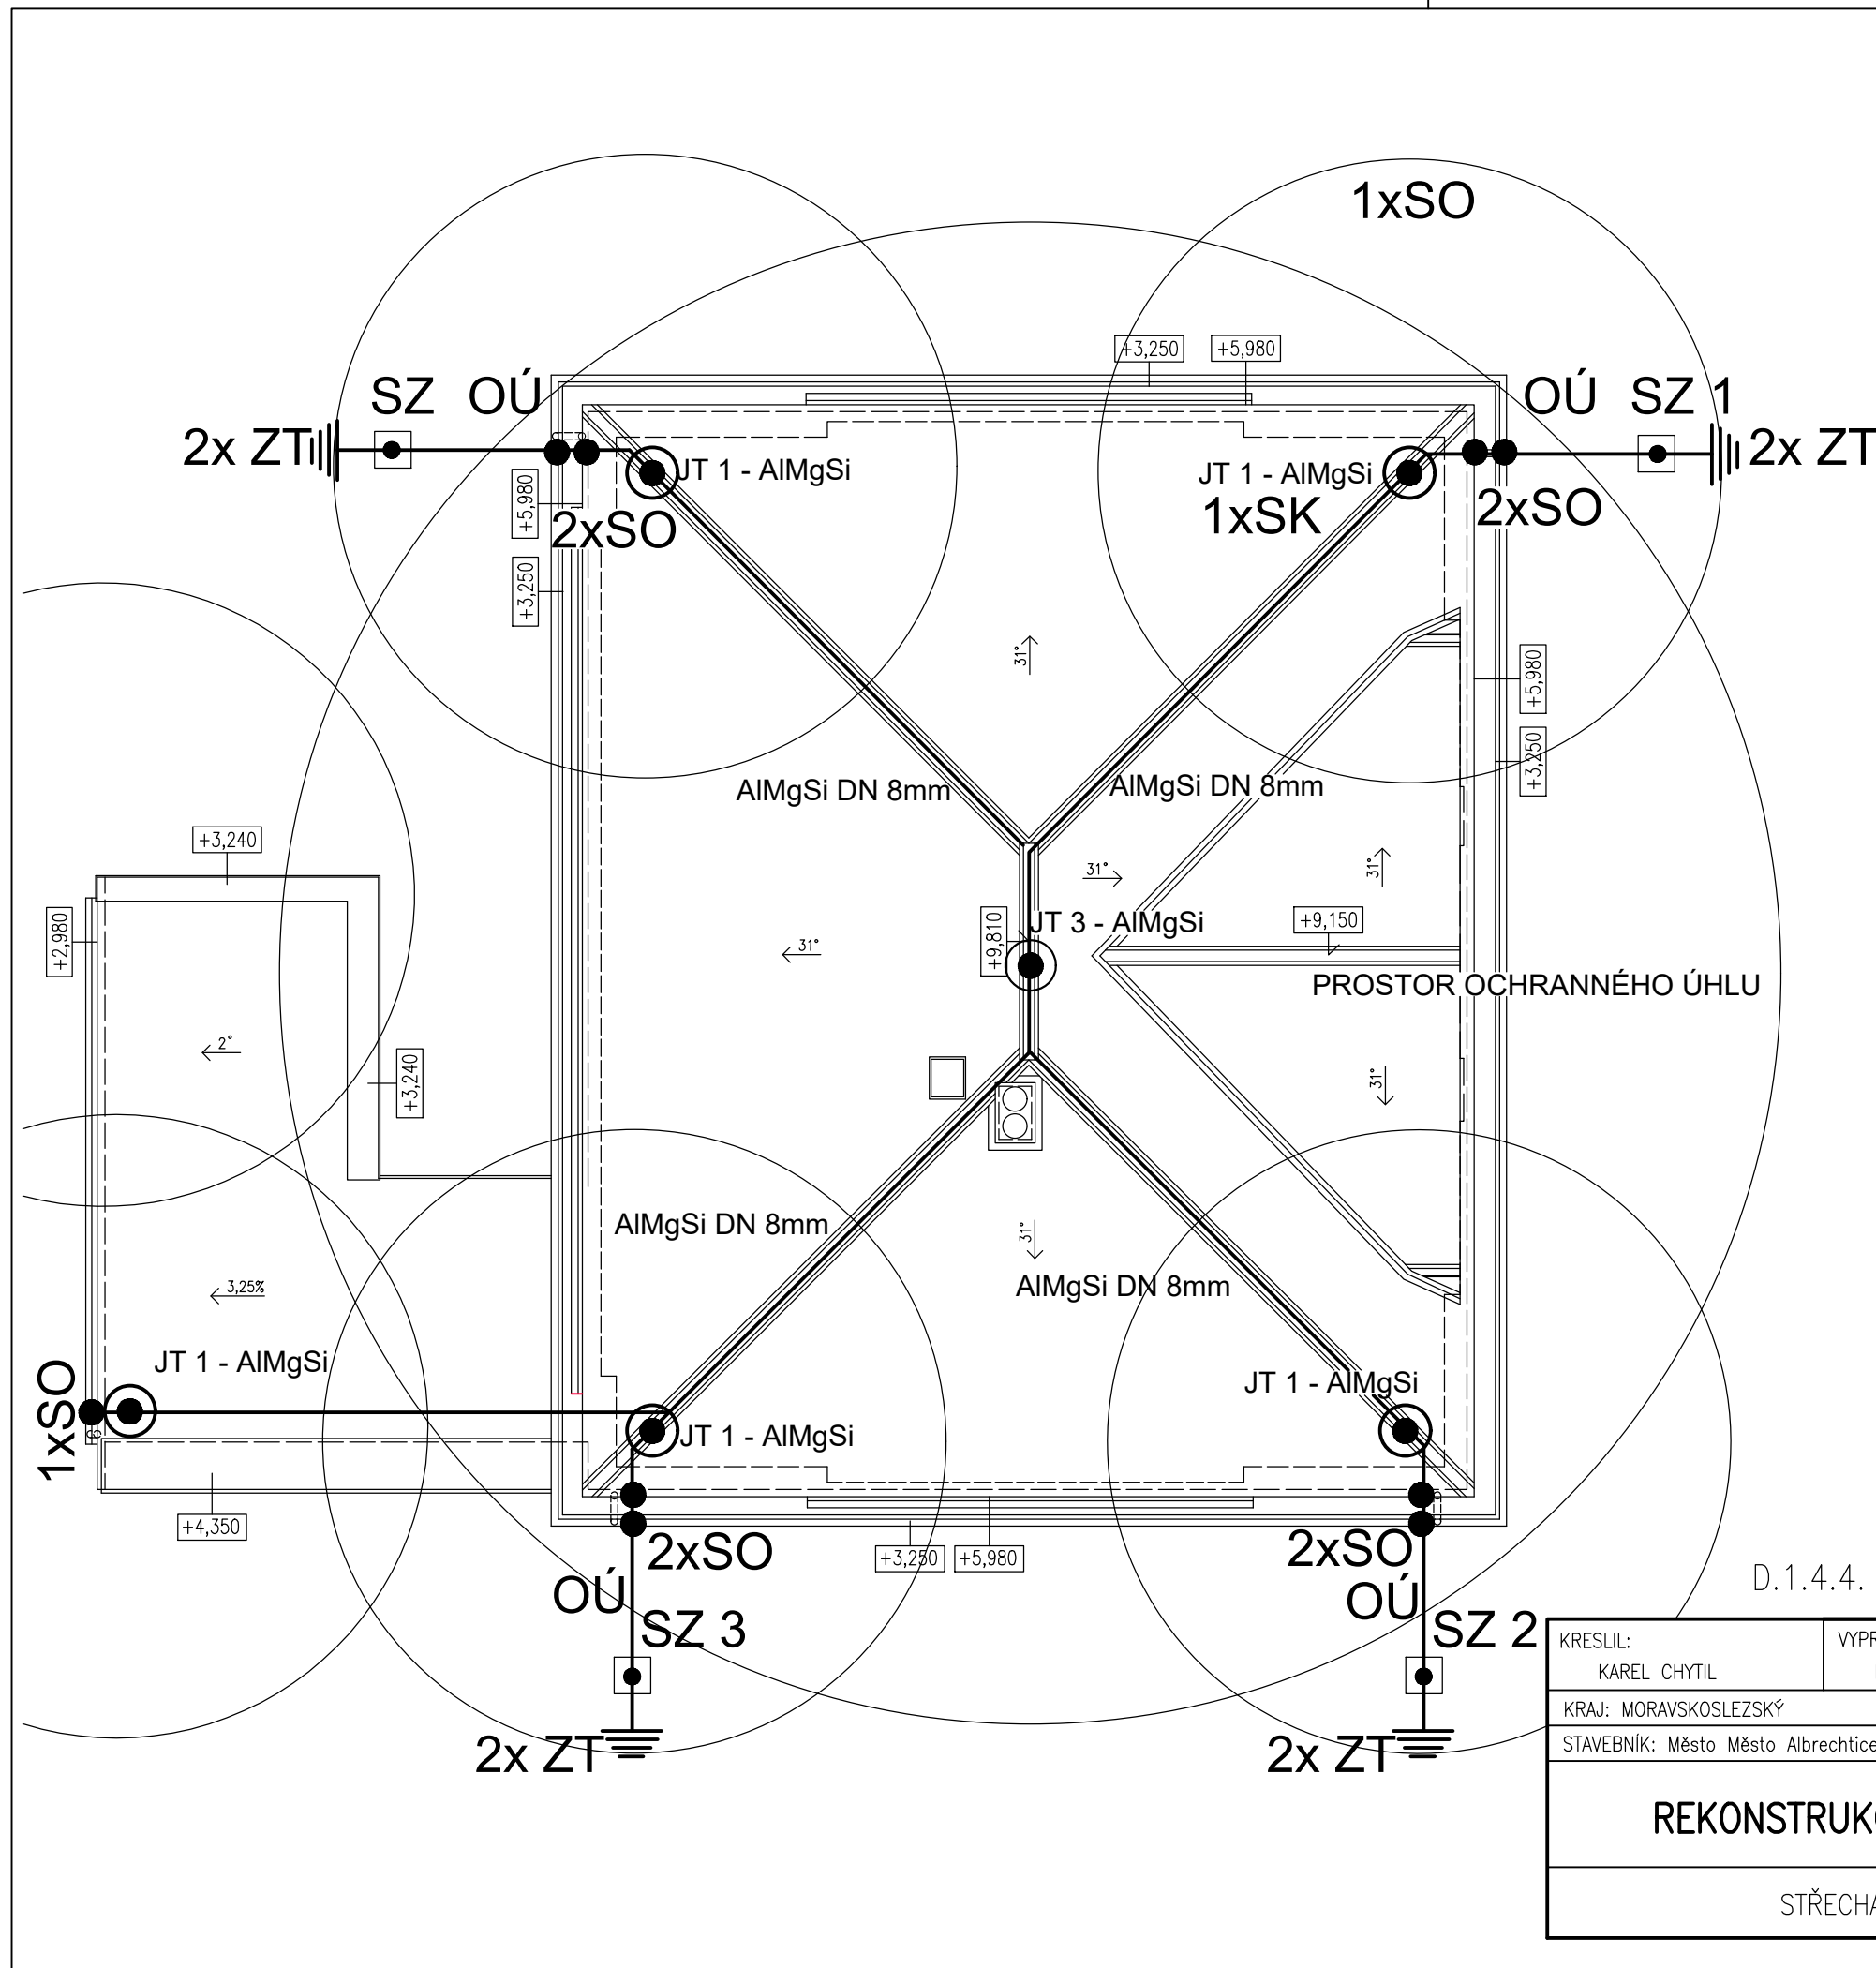 1xSO
+3,250
+5,980
SZ
OÚ
OÚ
SZ 1
2x ZT
2x ZT
JT 1 - AlMgSi
JT 1 - AlMgSi
+5,980
2xSO
1xSK
2xSO
+3,250
31°
+5,980
+3,250
AlMgSi DN 8mm
AlMgSi DN 8mm
+3,240
31°
31°
+2,980
+9,810
JT 3 - AlMgSi
+9,150
31°
PROSTOR OCHRANNÉHO ÚHLU
2°
+3,240
31°
AlMgSi DN 8mm
31°
3,25%
AlMgSi DN 8mm
JT 1 - AlMgSi
JT 1 - AlMgSi
1xSO
JT 1 - AlMgSi
+4,350
2xSO
+3,250
+5,980
2xSO
OÚ
OÚ
D.1.4.4.
SZ 3
SZ 2
KRESLIL:
KAREL CHYTIL
KRAJ: MORAVSKOSLEZSKÝ
STAVEBNÍK: Město Město Albrechtice
2x ZT
2x ZT